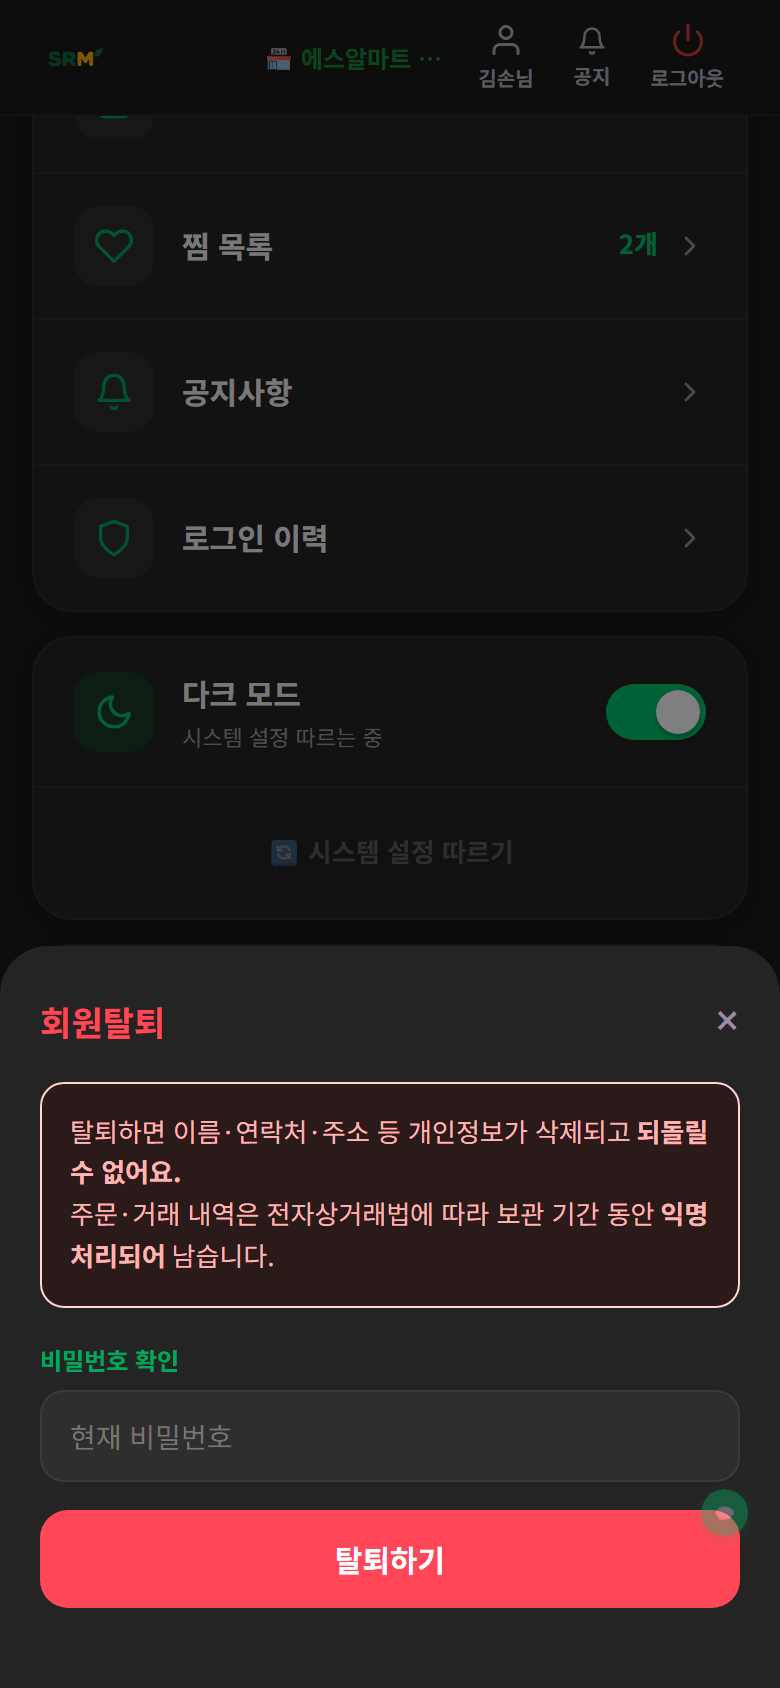 SRM
에스알마트 ···
김손님
공지
로그아웃
찜 목록
2개
공지사항
로그인 이력
다크 모드
시스템 설정 따르는 중
시스템 설정 따르기
회원탈퇴
×
탈퇴하면 이름·연락처·주소 등 개인정보가 삭제되고 되돌릴
수 없어요.
주문·거래 내역은 전자상거래법에 따라 보관 기간 동안 익명
처리되어 남습니다.
비밀번호 확인
현재 비밀번호
탈퇴하기